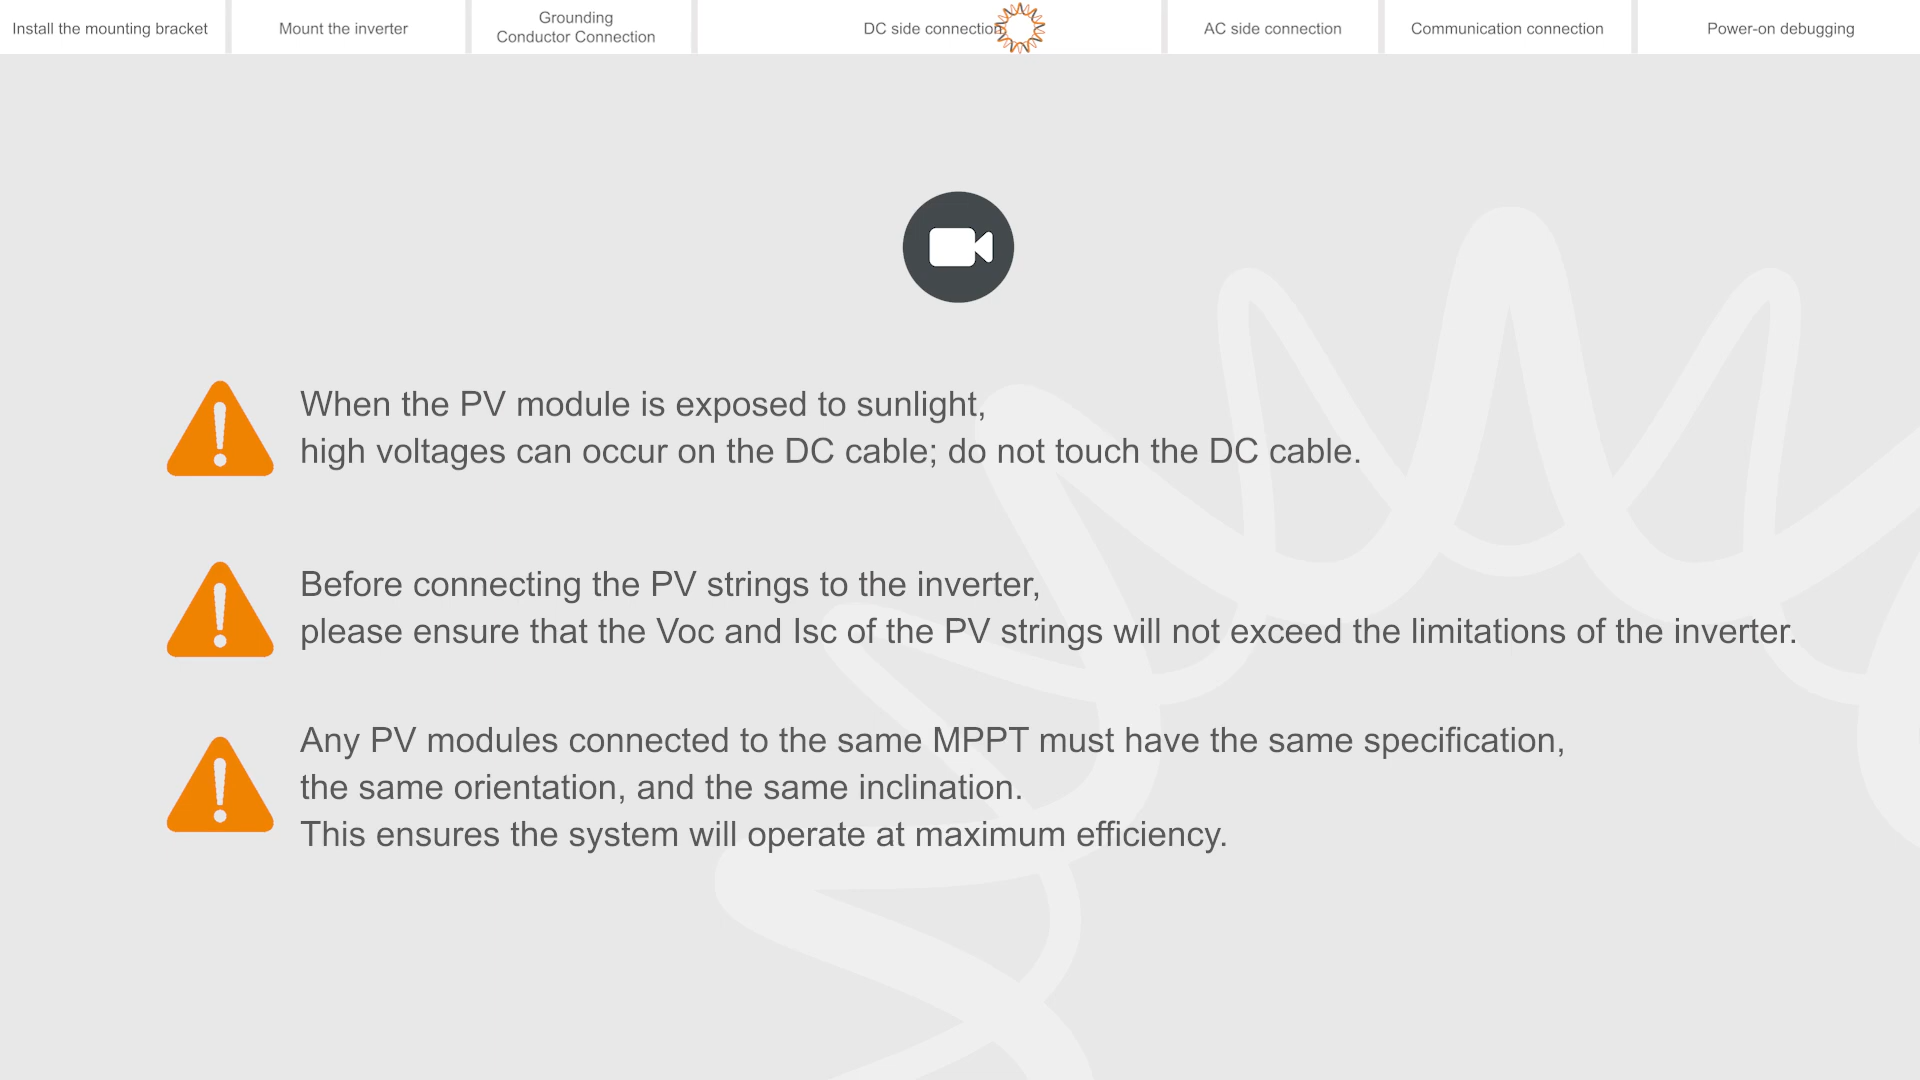 Install the mounting bracket
Mount the inverter
Grounding
Conductor Connection
DC side connection
AC side connection
Communication connection
Power-on debugging
When the PV module is exposed to sunlight,
high voltages can occur on the DC cable; do not touch the DC cable.
Before connecting the PV strings to the inverter,
please ensure that the Voc and Isc of the PV strings will not exceed the limitations of the inverter.
Any PV modules connected to the same MPPT must have the same specification,
the same orientation, and the same inclination.
This ensures the system will operate at maximum efficiency.